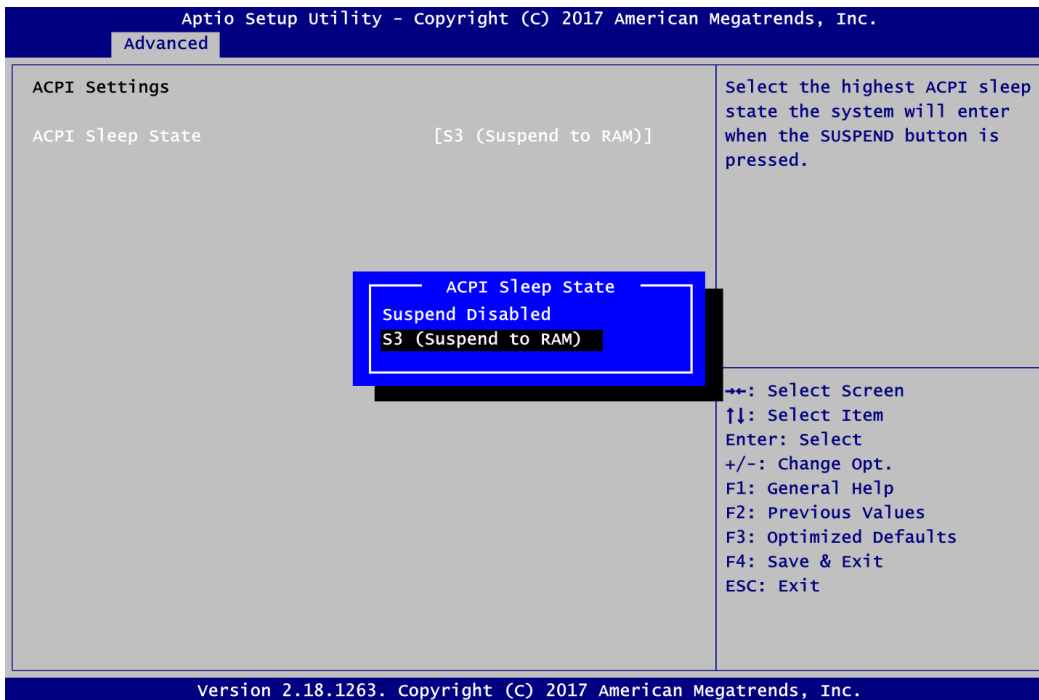 Aptio Setup Utility - Copyright (C) 2017 American Megatrends, Inc.
Advanced
ACPI Settings
ACPI Sleep State [S3 (Suspend to RAM)]
Select the highest ACPI sleep
state the system will enter
when the SUSPEND button is
pressed.
ACPI Sleep State
Suspend Disabled
S3 (Suspend to RAM)
→←: Select Screen
↑↓: Select Item
Enter: Select
+/-: Change Opt.
F1: General Help
F2: Previous Values
F3: Optimized Defaults
F4: Save & Exit
ESC: Exit
Version 2.18.1263. Copyright (C) 2017 American Megatrends, Inc.